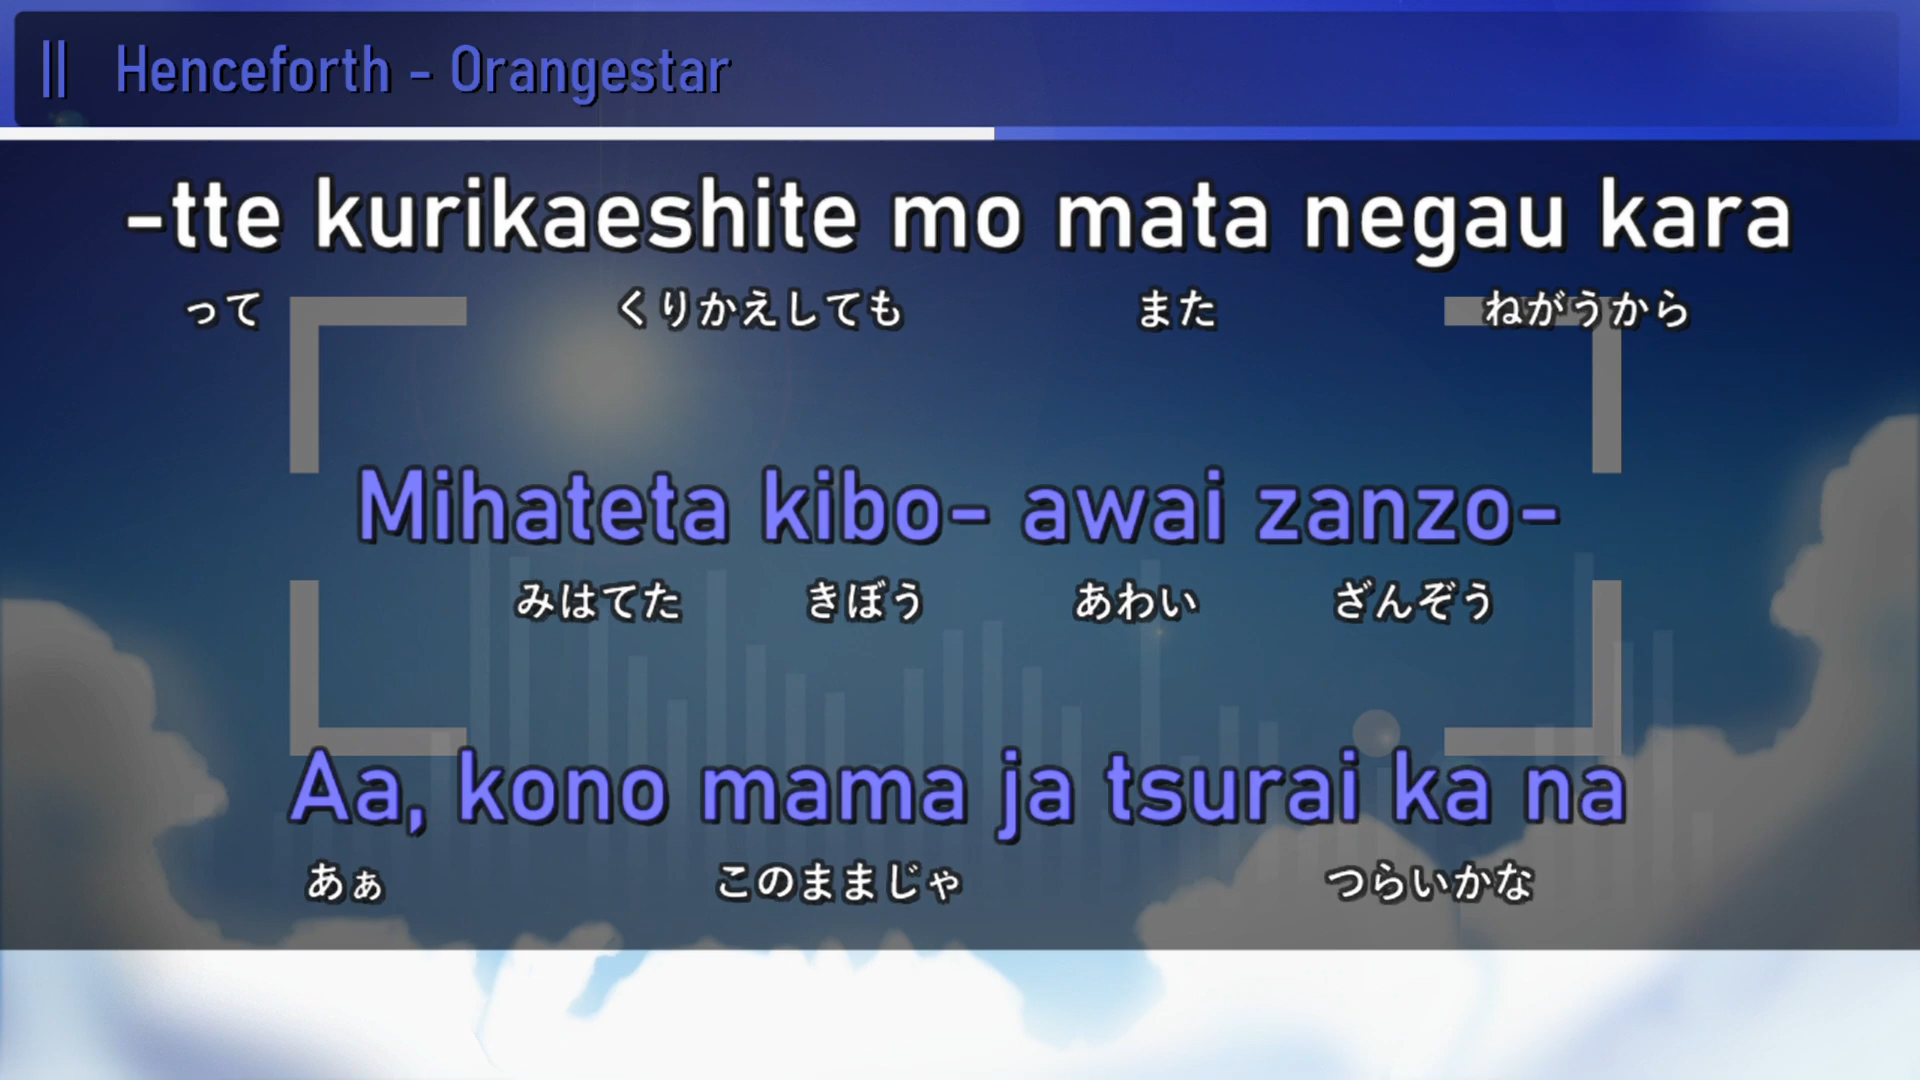 Henceforth - Orangestar
-tte kurikaeshite mo mata negau kara
って くりかえしても また ねがうから
Mihateta kibo- awai zanzo-
みはてた きぼう あわい ざんぞう
Aa, kono mama ja tsurai ka na
あぁ このままじゃ つらいかな